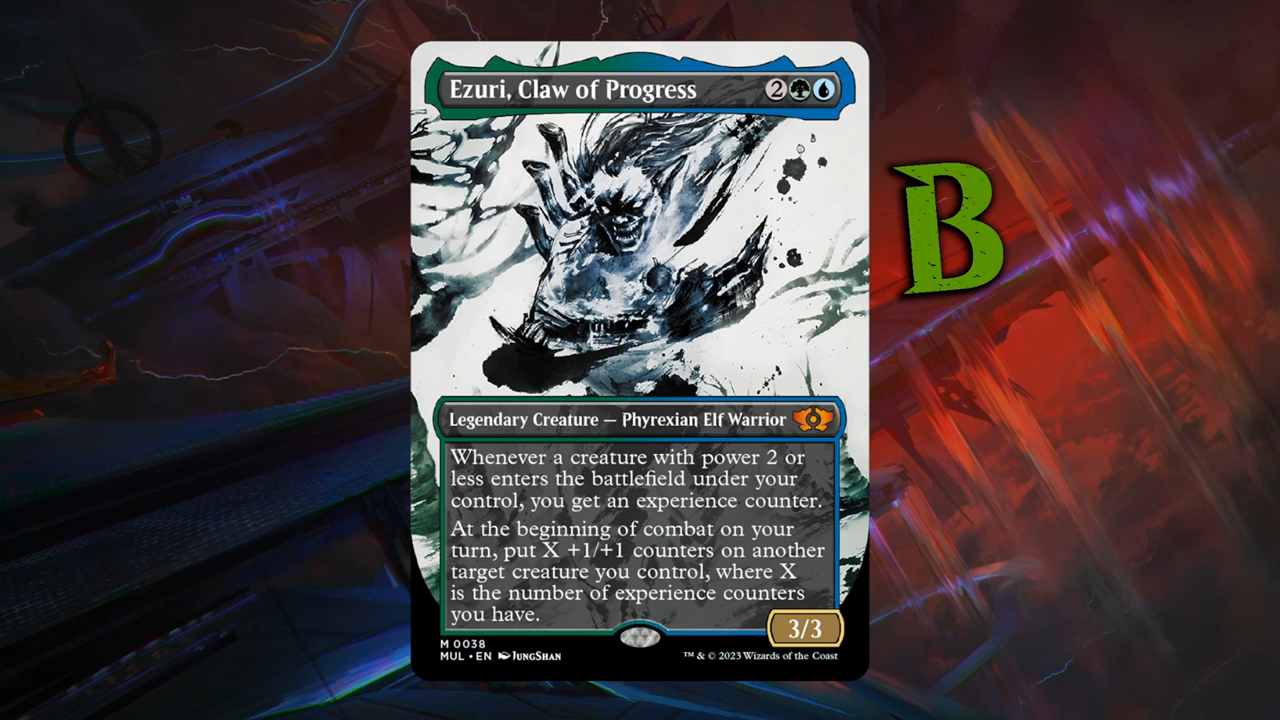 Ezuri, Claw of Progress 2
B
Legendary Creature — Phyrexian Elf Warrior
Whenever a creature with power 2 or
less enters the battlefield under your
control, you get an experience counter.
At the beginning of combat on your
turn, put X +1/+1 counters on another
target creature you control, where X
is the number of experience counters
you have.
3/3
M 0038
MUL • EN JUNGSHAN
™ & © 2023 Wizards of the Coast